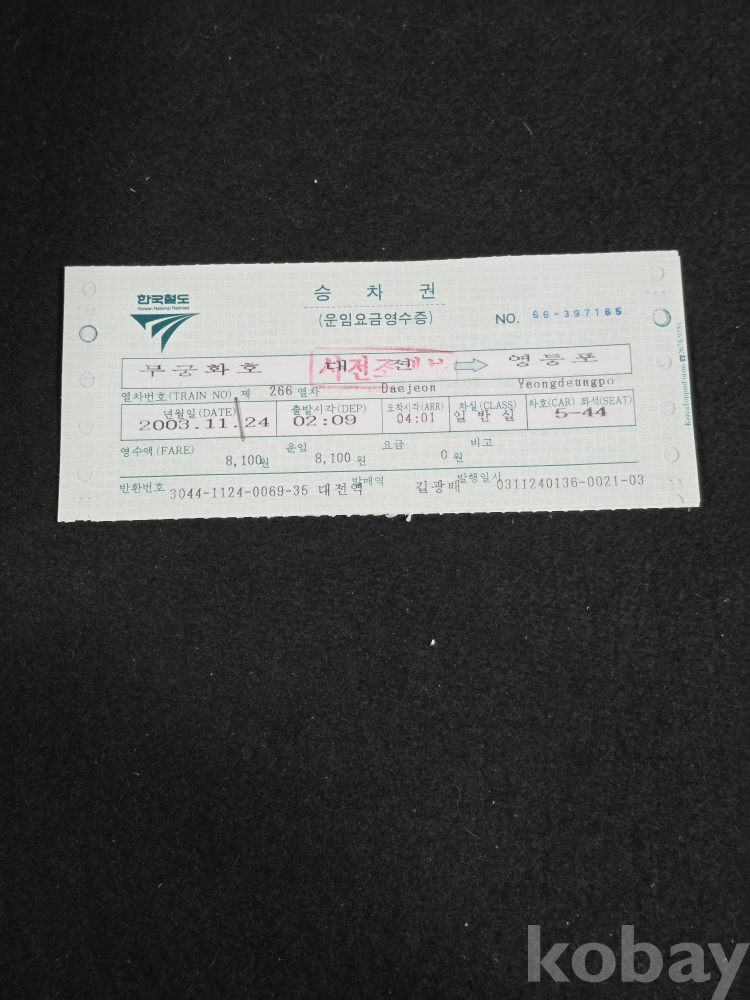 승차권
(운임요금영수증)
한국철도
Korean National Railroad
NO. 66-397165
무궁화호 대전 ⇨ 영등포
열차번호(TRAIN NO) 제 266 열차 Daejeon Yeongdeungpo
년월일(DATE) 출발시각(DEP) 도착시각(ARR) 차실(CLASS) 차호(CAR) 좌석(SEAT)
2003.11.24 02:09 04:01 일반실 5-44
영수액(FARE) 운임 요금 비고
8,100원 8,100원 0원
반환번호 3044-1124-0069-35 대전역 발매역 길광배 발행일시 0311240136-0021-03
kobay